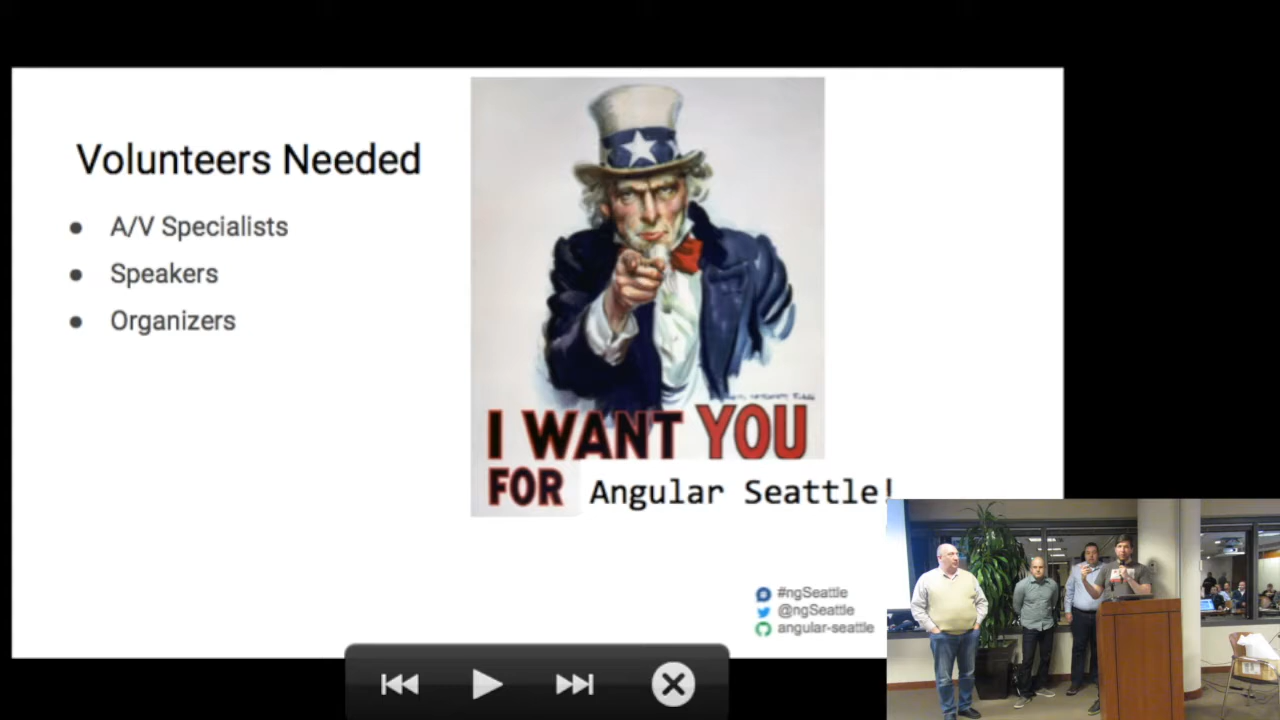 Volunteers Needed
● A/V Specialists
● Speakers
● Organizers
I WANT YOU
FOR Angular Seattle!
#ngSeattle
@ngSeattle
angular-seattle